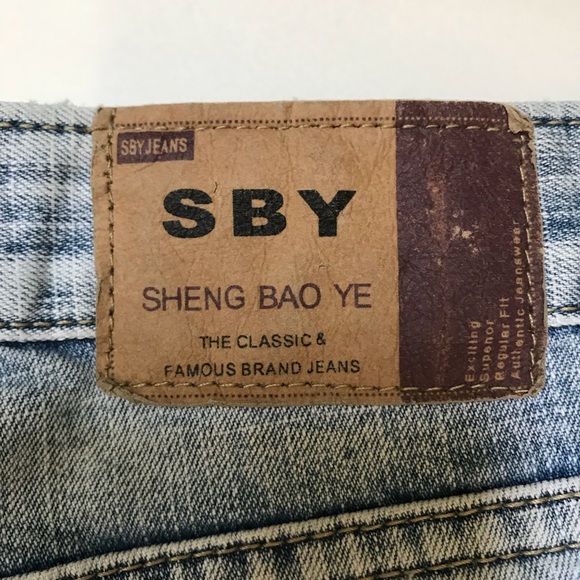 SBYJEANS
SBY
SHENG BAO YE
THE CLASSIC &
FAMOUS BRAND JEANS
Exciting
Superior
Regular Fit
Authentic Jeanswear